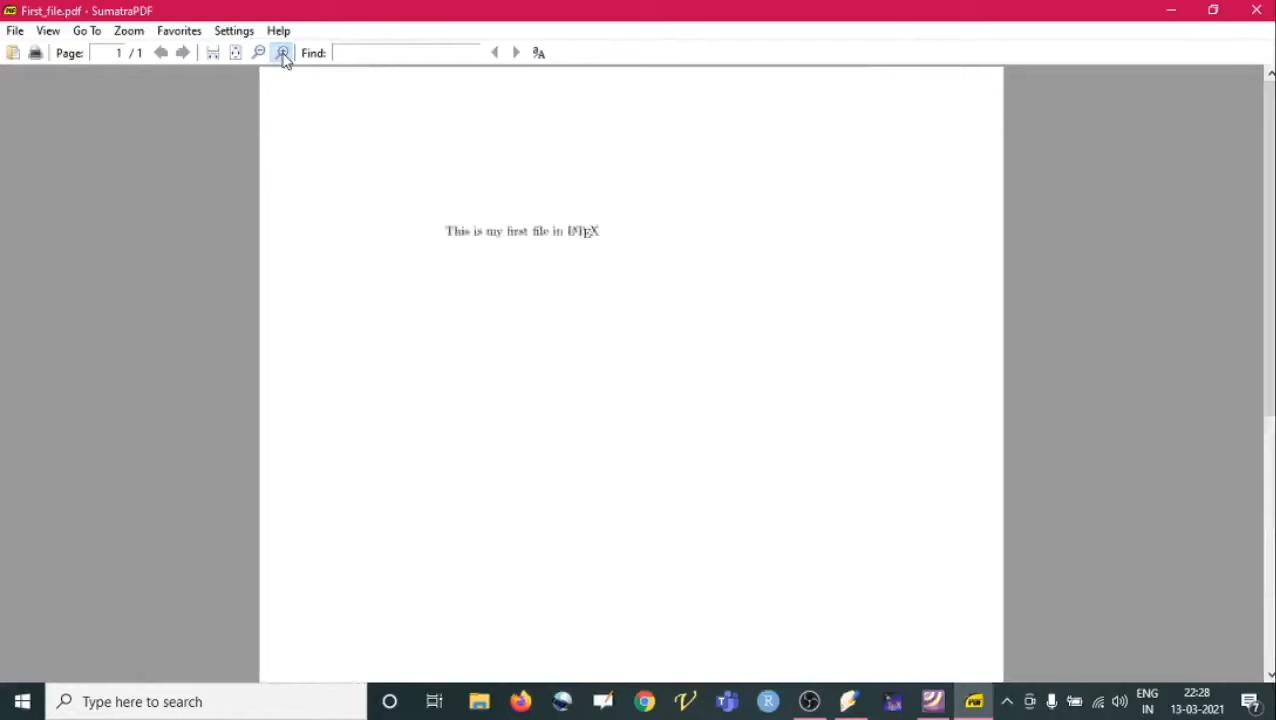 First_file.pdf - SumatraPDF
File View Go To Zoom Favorites Settings Help
Page: 1 / 1 Find:
This is my first file in LATEX
Type here to search
ENG
IN
22:28
13-03-2021
7